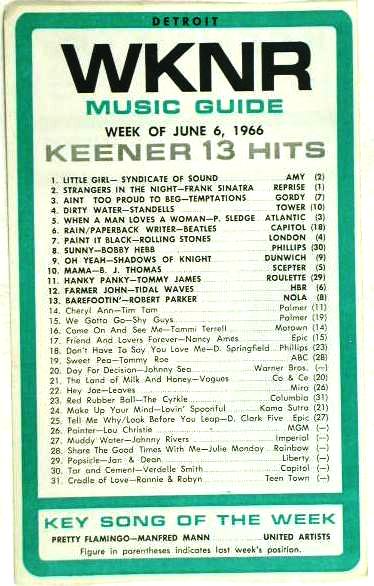 DETROIT
WKNR
MUSIC GUIDE
WEEK OF JUNE 6, 1966
KEENER 13 HITS
1. LITTLE GIRL—SYNDICATE OF SOUND AMY (2)
2. STRANGERS IN THE NIGHT—FRANK SINATRA REPRISE (1)
3. AINT TOO PROUD TO BEG—TEMPTATIONS GORDY (7)
4. DIRTY WATER—STANDELLS TOWER (10)
5. WHEN A MAN LOVES A WOMAN—P. SLEDGE ATLANTIC (3)
6. RAIN/PAPERBACK WRITER—BEATLES CAPITOL (18)
7. PAINT IT BLACK—ROLLING STONES LONDON (4)
8. SUNNY—BOBBY HEBB PHILLIPS (30)
9. OH YEAH—SHADOWS OF KNIGHT DUNWICH (9)
10. MAMA—B. J. THOMAS SCEPTER (5)
11. HANKY PANKY—TOMMY JAMES ROULETTE (29)
12. FARMER JOHN—TIDAL WAVES HBR (6)
13. BAREFOOTIN'—ROBERT PARKER NOLA (8)
14. Cheryl Ann—Tim Tam Palmer (11)
15. We Gotta Go—Shy Guys Palmer (19)
16. Come On And See Me—Tammi Terrell Motown (14)
17. Friend And Lovers Forever—Nancy Ames Epic (15)
18. Don't Have To Say You Love Me—D. Springfield Phillips (23)
19. Sweet Pea—Tommy Roe ABC (28)
20. Day For Decision—Johnny Sea Warner Bros. (—)
21. The Land of Milk And Honey—Vogues Co & Ce (20)
22. Hey Joe—Leaves Mira (26)
23. Red Rubber Ball—The Cyrkle Columbia (31)
24. Make Up Your Mind—Lovin' Spoonful Kama Sutra (21)
25. Tell Me Why/Look Before You Leap—D. Clark Five Epic (27)
26. Painter—Lou Christie MGM (—)
27. Muddy Water—Johnny Rivers Imperial (—)
28. Share The Good Times With Me—Julie Monday Rainbow (—)
29. Popsicle—Jan & Dean Liberty (—)
30. Tar and Cement—Verdelle Smith Capitol (—)
31. Cradle of Love—Ronnie & Robyn Teen Town (—)
KEY SONG OF THE WEEK
PRETTY FLAMINGO—MANFRED MANN UNITED ARTISTS
Figure in parentheses indicates last week's position.